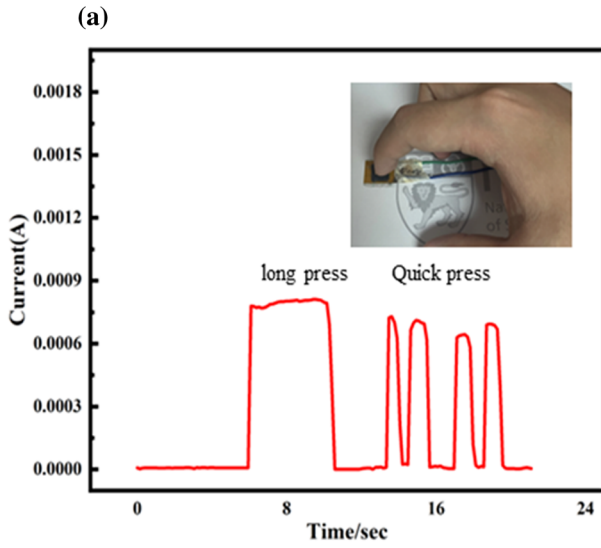 (a)
0.0018
0.0015
0.0012
0.0009
0.0006
0.0003
0.0000
Current(A)
long press
Quick press
0
8
16
24
Time/sec